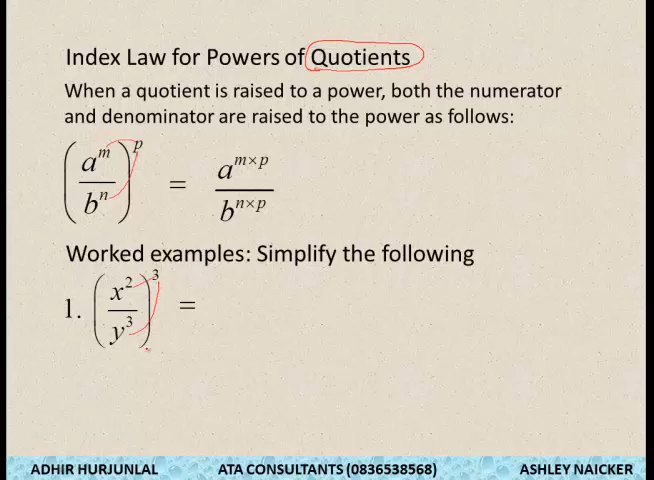 Index Law for Powers of Quotients
When a quotient is raised to a power, both the numerator
and denominator are raised to the power as follows:
(a^m / b^n)^p = a^(m×p) / b^(n×p)
Worked examples: Simplify the following
1. (x^2 / y^3)^3 =
ADHIR HURJUNLAL ATA CONSULTANTS (0836538568) ASHLEY NAICKER